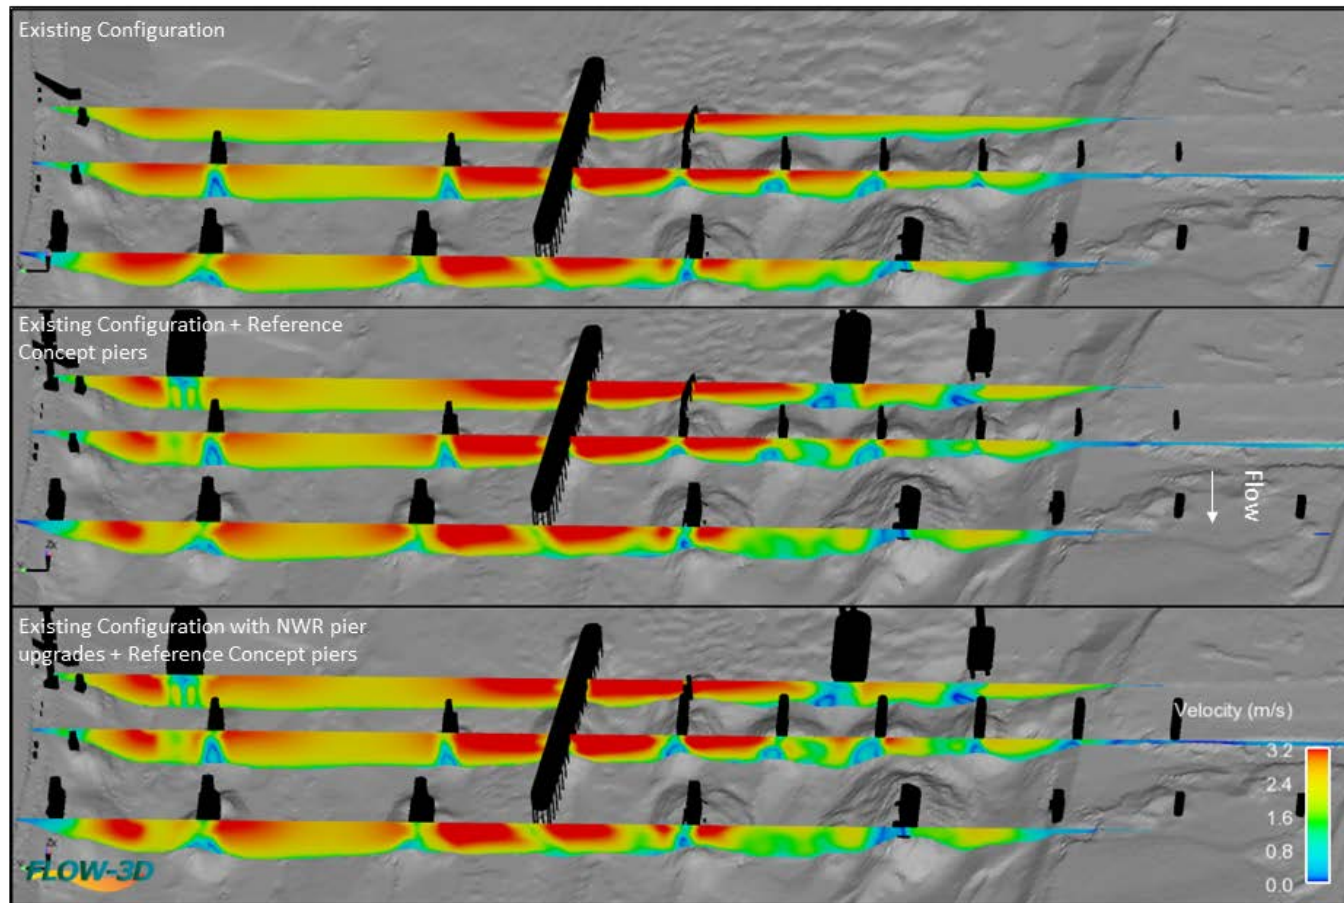 Existing Configuration
Existing Configuration + Reference
Concept piers
Flow
Existing Configuration with NWR pier
upgrades + Reference Concept piers
Velocity (m/s)
3.2
2.4
1.6
0.8
0.0
FLOW-3D